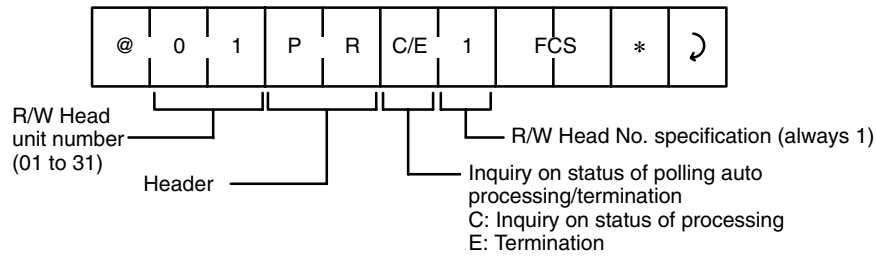 @ 0 1 P R C/E 1 FCS * ⤸
R/W Head
unit number
(01 to 31)
Header
R/W Head No. specification (always 1)
Inquiry on status of polling auto
processing/termination
C: Inquiry on status of processing
E: Termination